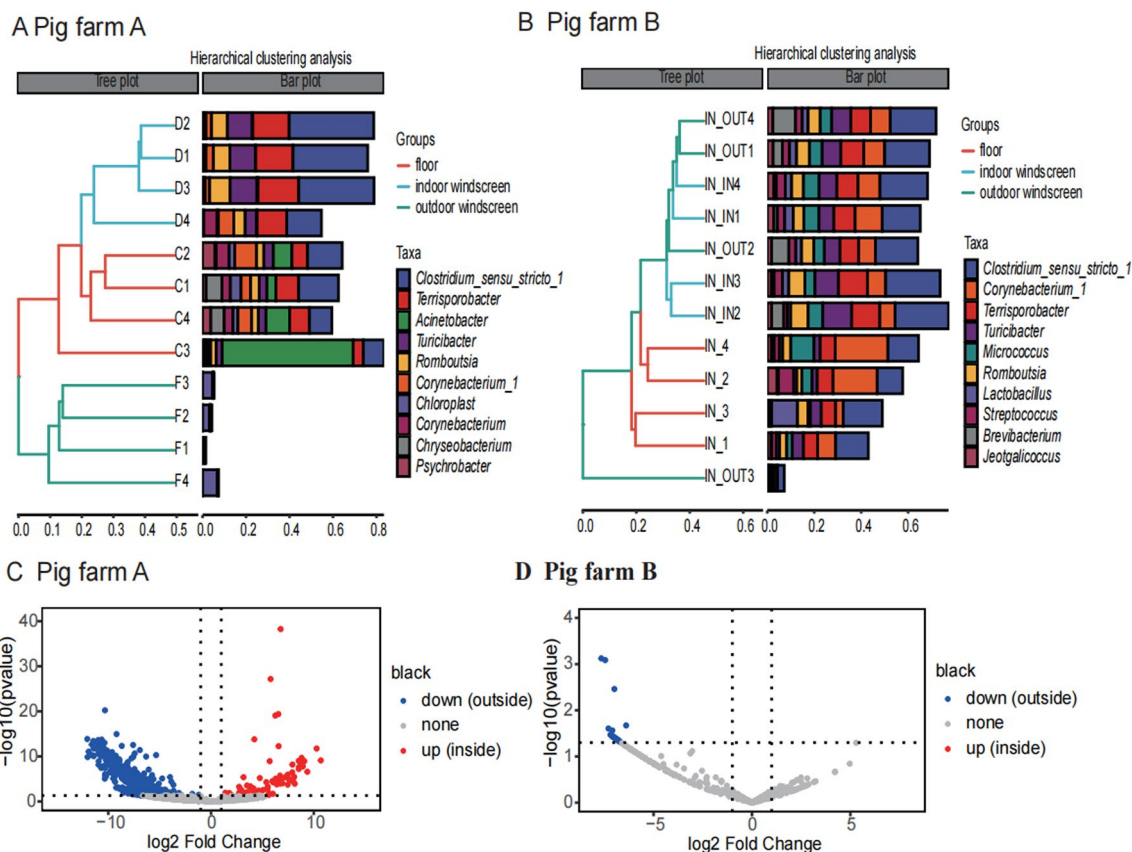 A Pig farm A
Hierarchical clustering analysis
Tree plot
Bar plot
D2
D1
D3
D4
C2
C1
C4
C3
F3
F2
F1
F4
0.0 0.1 0.2 0.3 0.4 0.5
0.0 0.2 0.4 0.6 0.8
Groups
floor
indoor windscreen
outdoor windscreen
Taxa
Clostridium_sensu_stricto_1
Terrisporobacter
Acinetobacter
Turicibacter
Romboutsia
Corynebacterium_1
Chloroplast
Corynebacterium
Chryseobacterium
Psychrobacter
B Pig farm B
Hierarchical clustering analysis
Tree plot
Bar plot
IN_OUT4
IN_OUT1
IN_IN4
IN_IN1
IN_OUT2
IN_IN3
IN_IN2
IN_4
IN_2
IN_3
IN_1
IN_OUT3
0.0 0.2 0.4 0.6
0.0 0.2 0.4 0.6
Groups
floor
indoor windscreen
outdoor windscreen
Taxa
Clostridium_sensu_stricto_1
Corynebacterium_1
Terrisporobacter
Turicibacter
Micrococcus
Romboutsia
Lactobacillus
Streptococcus
Brevibacterium
Jeotgalicoccus
C Pig farm A
−log10(pvalue)
40
30
20
10
0
−10 0 10
log2 Fold Change
black
down (outside)
none
up (inside)
D Pig farm B
−log10(pvalue)
4
3
2
1
0
−5 0 5
log2 Fold Change
black
down (outside)
none
up (inside)